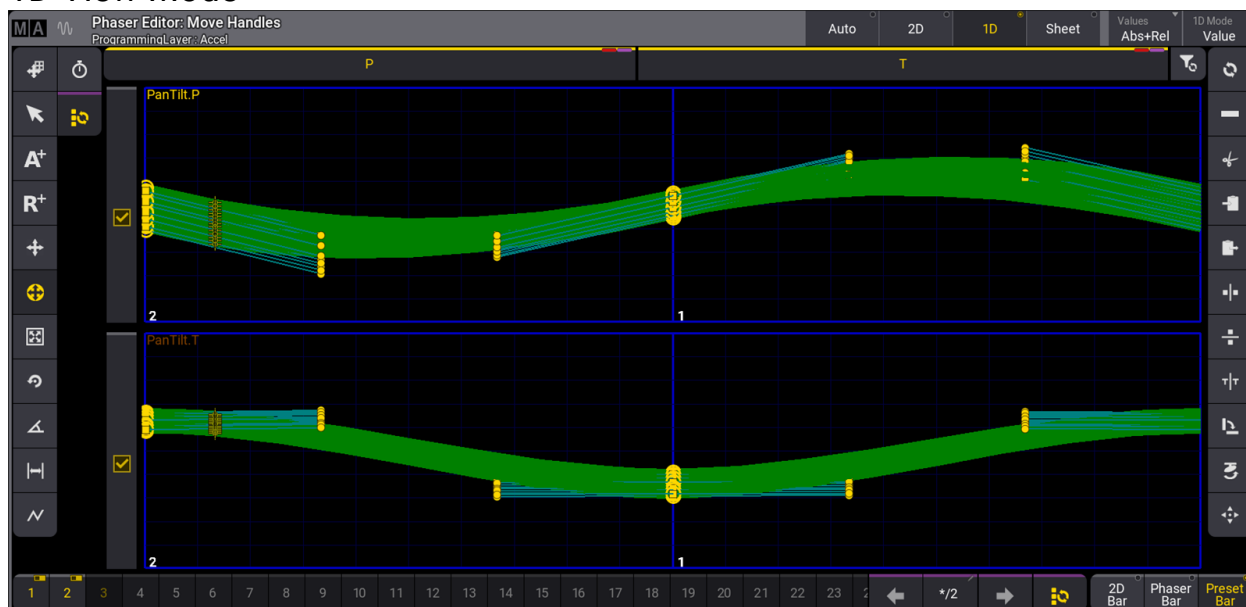 MA
Phaser Editor: Move Handles
ProgrammingLayer: Accel
Auto
2D
1D
Sheet
Values
Abs+Rel
1D Mode
Value
P
T
A+
R+
PanTilt.P
2
1
PanTilt.T
2
1
T|T
1 2 3 4 5 6 7 8 9 10 11 12 13 14 15 16 17 18 19 20 21 22 23
*/2
2D Bar
Phaser Bar
Preset Bar